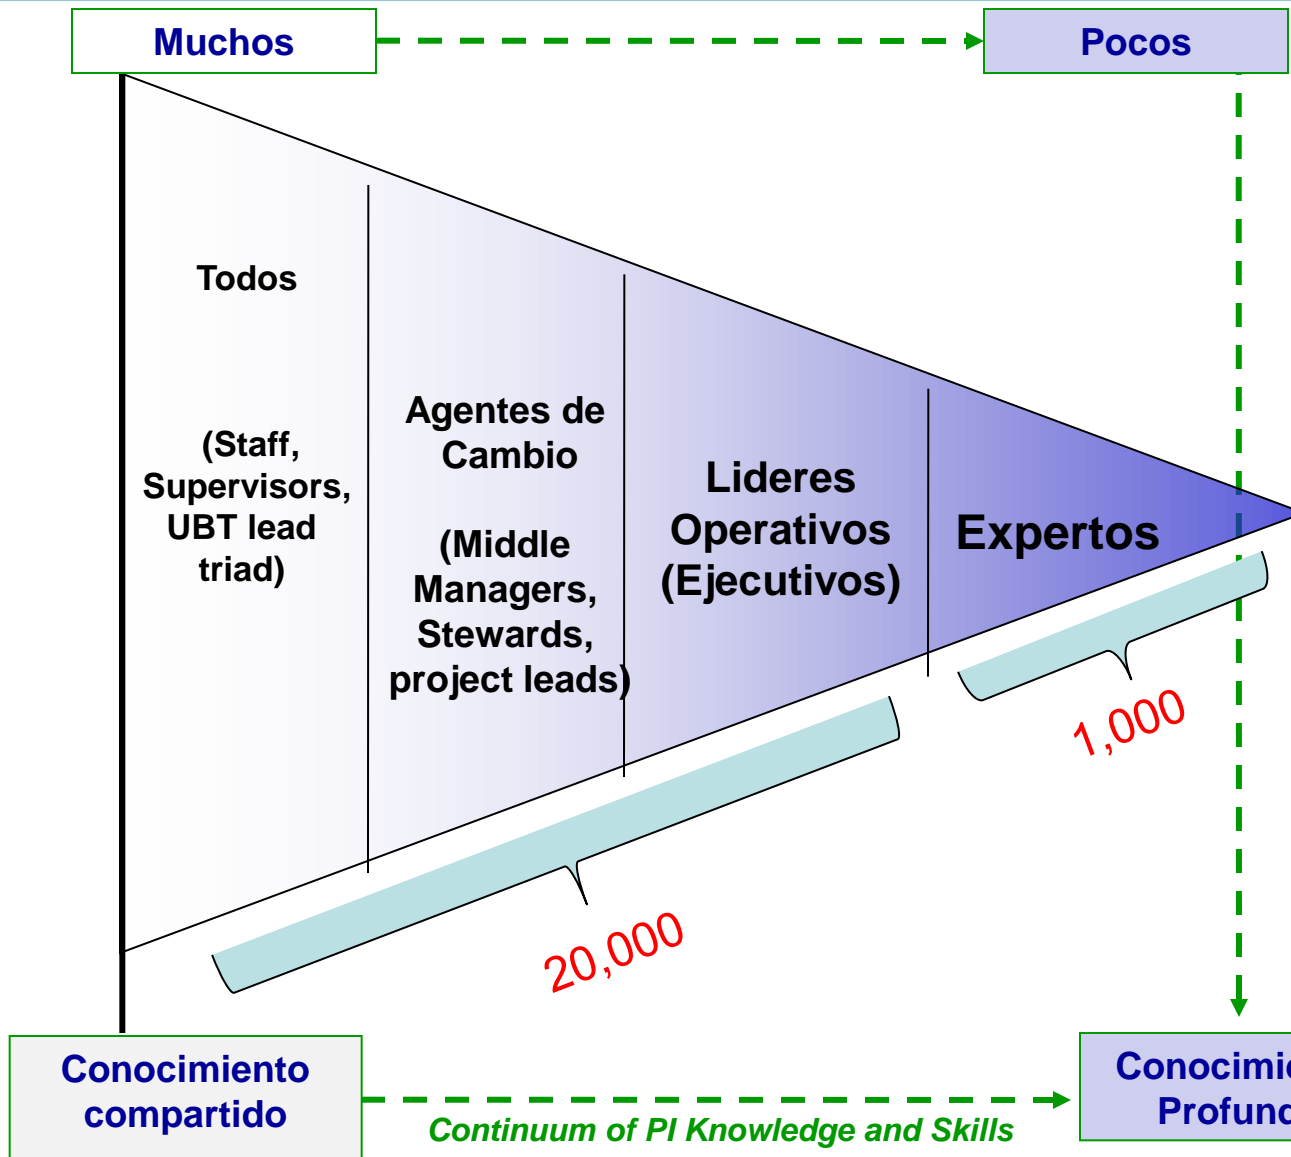 Muchos
Pocos
Todos
(Staff,
Supervisors,
UBT lead
triad)
Agentes de
Cambio
(Middle
Managers,
Stewards,
project leads)
Lideres
Operativos
(Ejecutivos)
Expertos
1,000
20,000
Conocimiento
compartido
Continuum of PI Knowledge and Skills